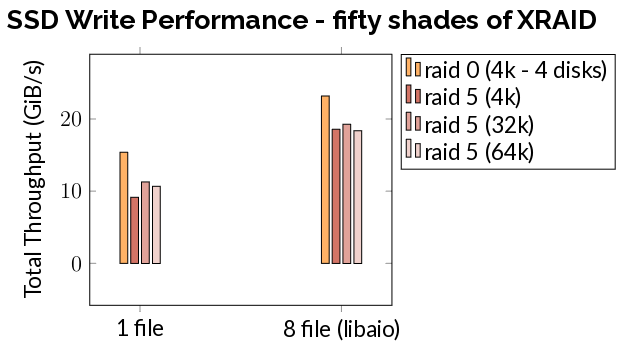 SSD Write Performance - fifty shades of XRAID
Total Throughput (GiB/s)
20
10
0
1 file
8 file (libaio)
raid 0 (4k - 4 disks)
raid 5 (4k)
raid 5 (32k)
raid 5 (64k)